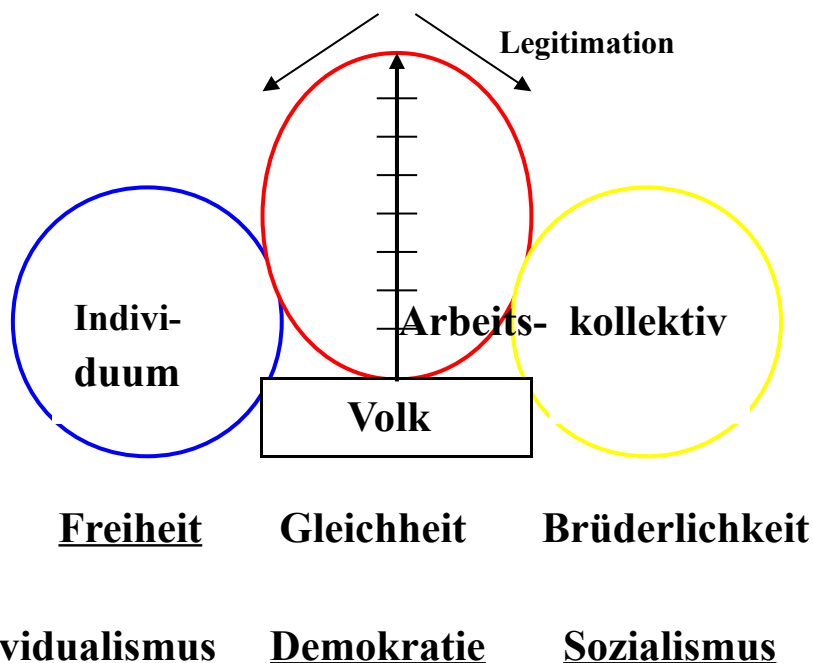 Legitimation
Indivi-
duum
Arbeits- kollektiv
Volk
Freiheit Gleichheit Brüderlichkeit
vidualismus Demokratie Sozialismus